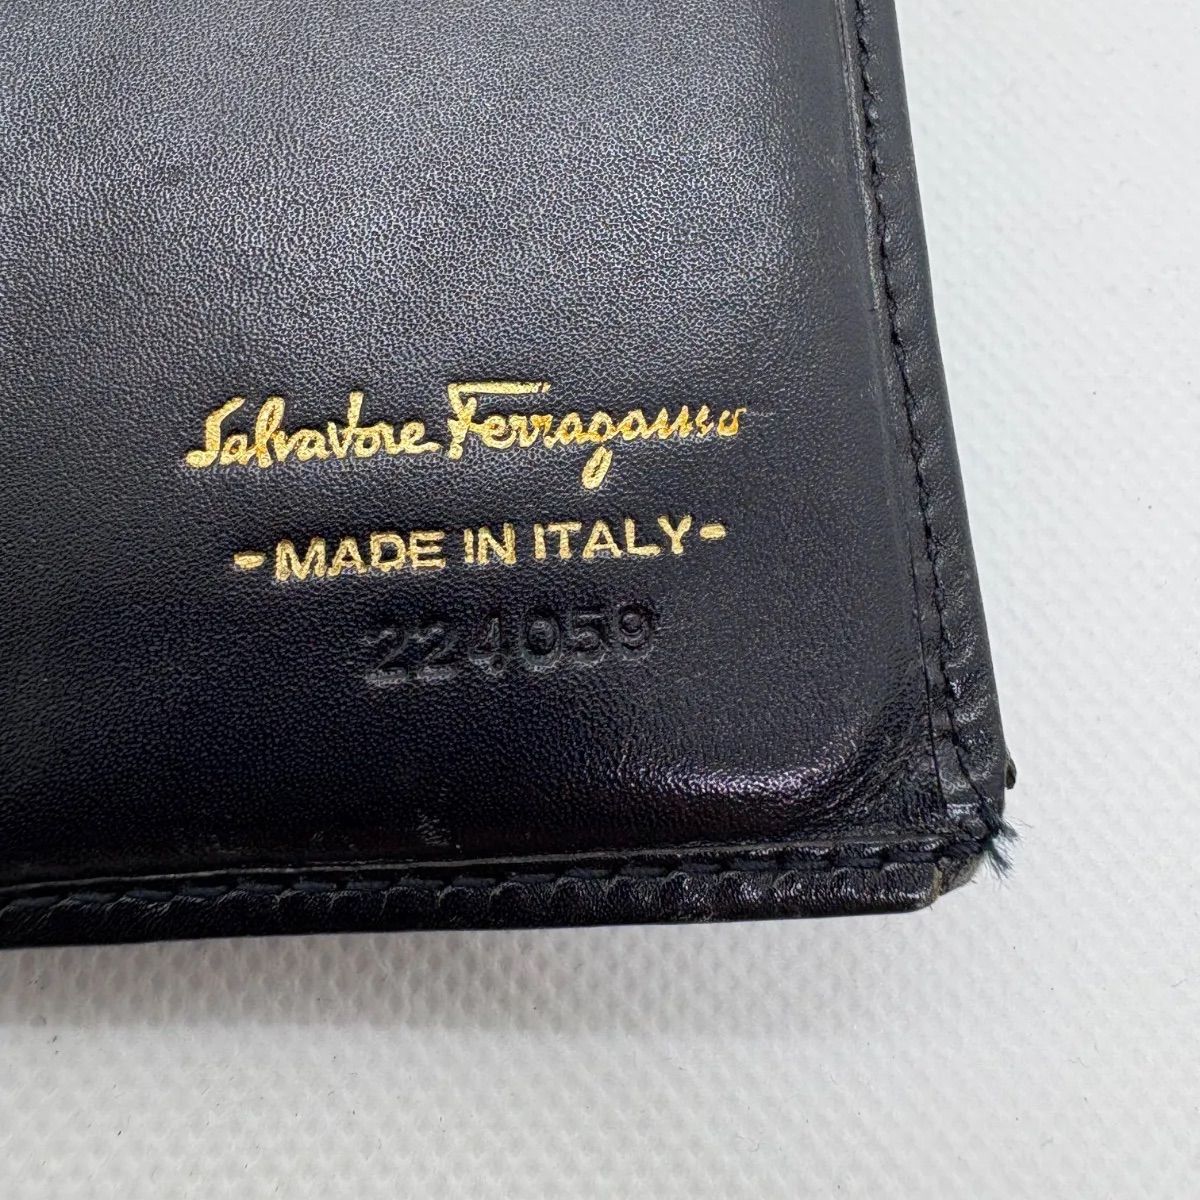 Salvatore Ferragamo
-MADE IN ITALY-
224059